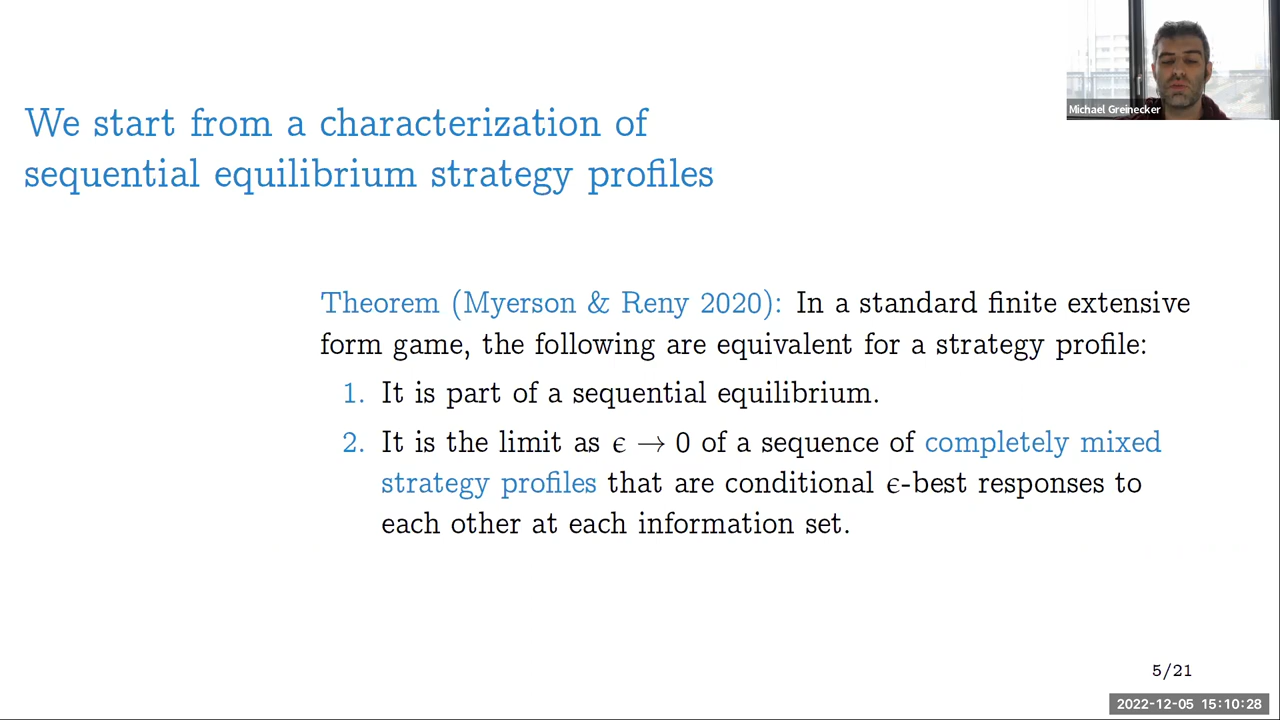 Michael Greinecker
We start from a characterization of
sequential equilibrium strategy profiles
Theorem (Myerson & Reny 2020): In a standard finite extensive
form game, the following are equivalent for a strategy profile:
1. It is part of a sequential equilibrium.
2. It is the limit as ϵ → 0 of a sequence of completely mixed
strategy profiles that are conditional ϵ-best responses to
each other at each information set.
5/21
2022-12-05 15:10:28